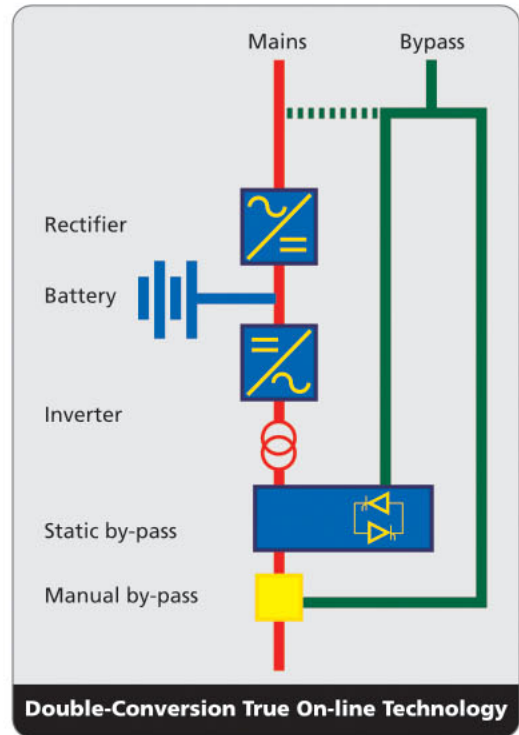 Mains Bypass
Rectifier
Battery
Inverter
Static by-pass
Manual by-pass
Double-Conversion True On-line Technology